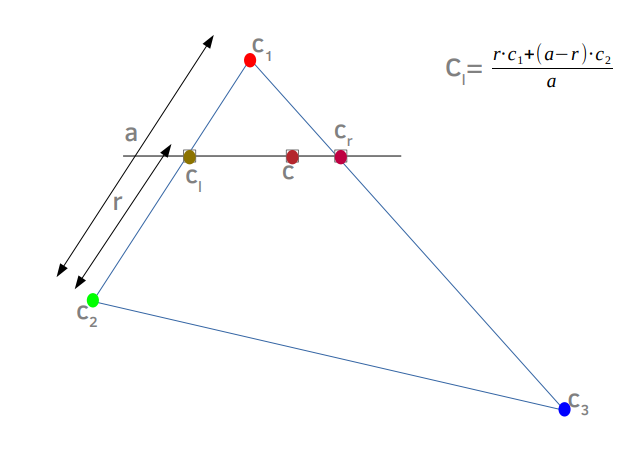 C₁
Cₗ= r·c₁+(a−r)·c₂
a
a
Cᵣ
Cₗ
C
r
C₂
C₃